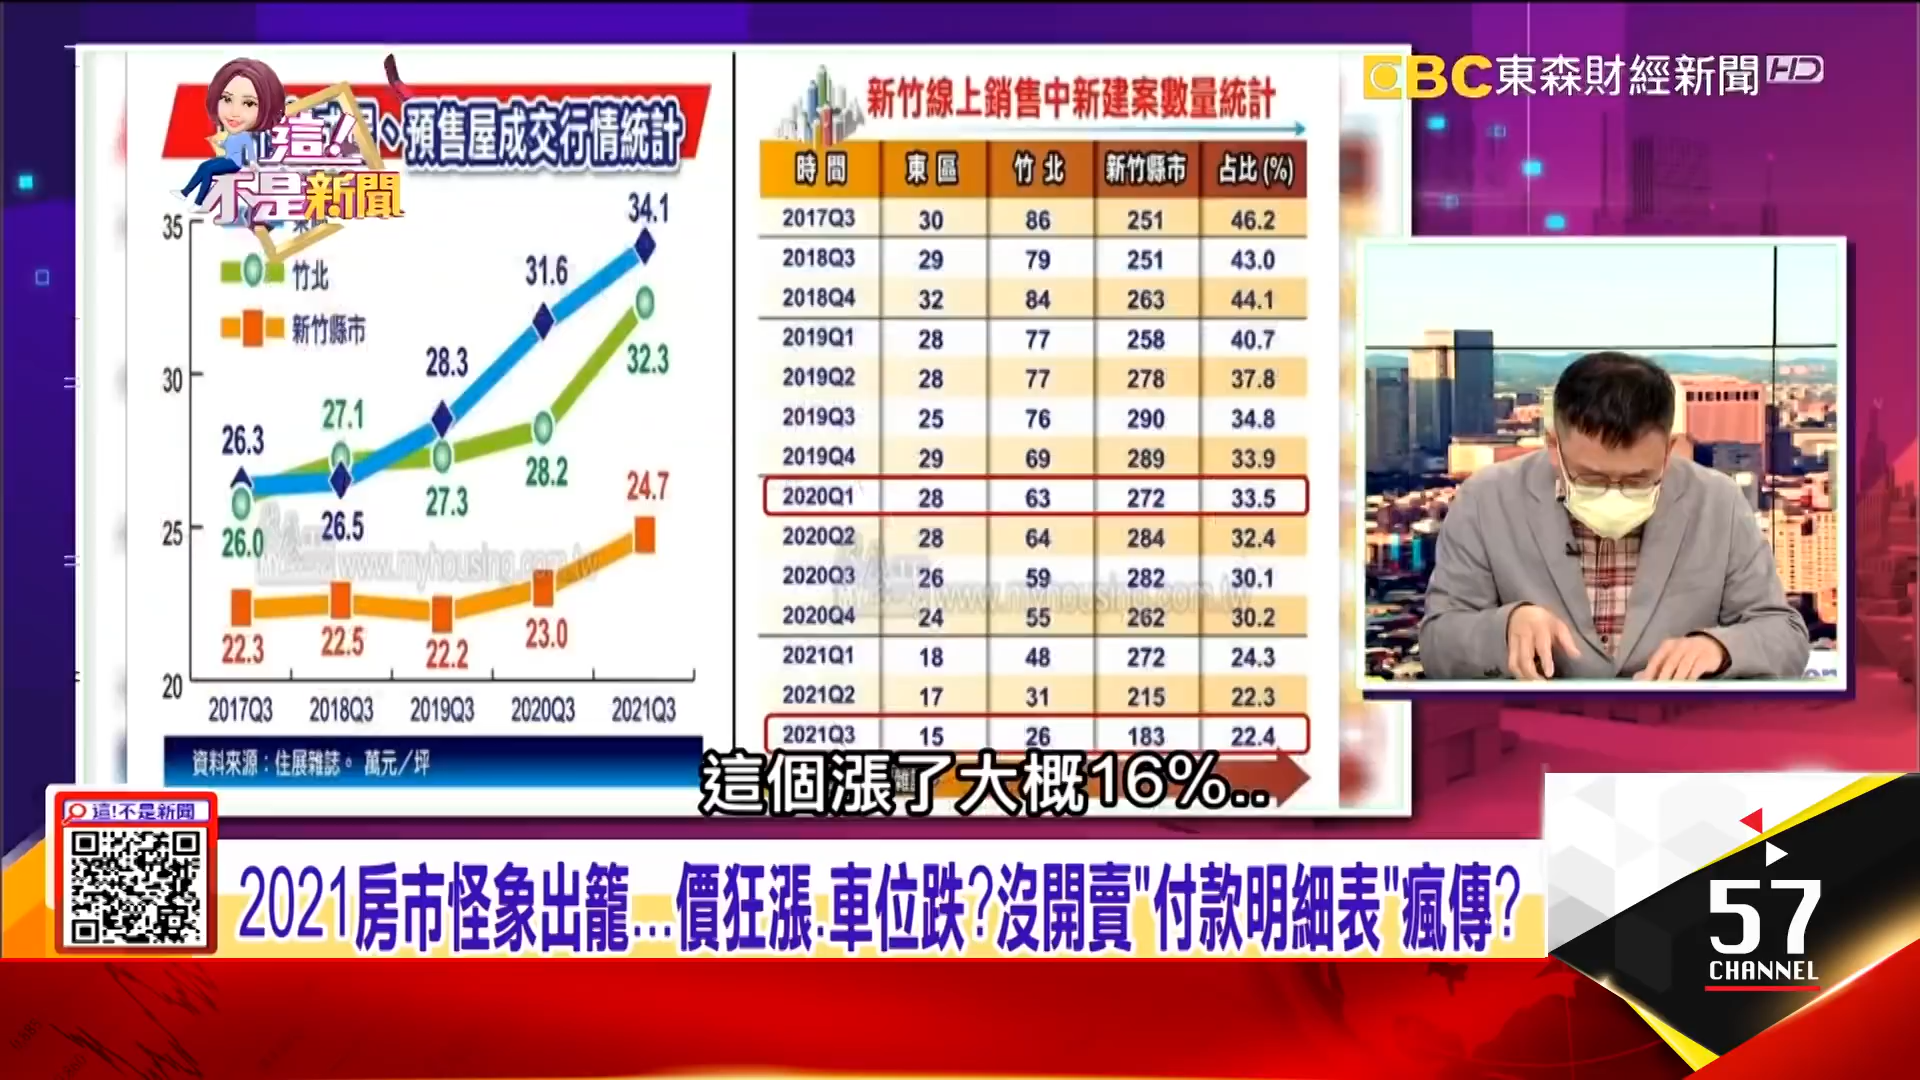 EBC東森財經新聞HD
這!
不是新聞
、預售屋成交行情統計
竹北
新竹縣市
35
30
25
20
26.3
26.5
28.3
31.6
34.1
26.0
27.1
27.3
28.2
32.3
22.3
22.5
22.2
23.0
24.7
2017Q3 2018Q3 2019Q3 2020Q3 2021Q3
www.myhousing.com.tw
資料來源：住展雜誌。 萬元／坪
新竹線上銷售中新建案數量統計
時間 東區 竹北 新竹縣市 占比(%)
2017Q3 30 86 251 46.2
2018Q3 29 79 251 43.0
2018Q4 32 84 263 44.1
2019Q1 28 77 258 40.7
2019Q2 28 77 278 37.8
2019Q3 25 76 290 34.8
2019Q4 29 69 289 33.9
2020Q1 28 63 272 33.5
2020Q2 28 64 284 32.4
2020Q3 26 59 282 30.1
2020Q4 24 55 262 30.2
2021Q1 18 48 272 24.3
2021Q2 17 31 215 22.3
2021Q3 15 26 183 22.4
www.myhousing.com.tw
這個漲了大概16%..
這!不是新聞
2021房市怪象出籠...價狂漲.車位跌?沒開賣"付款明細表"瘋傳?
57
CHANNEL